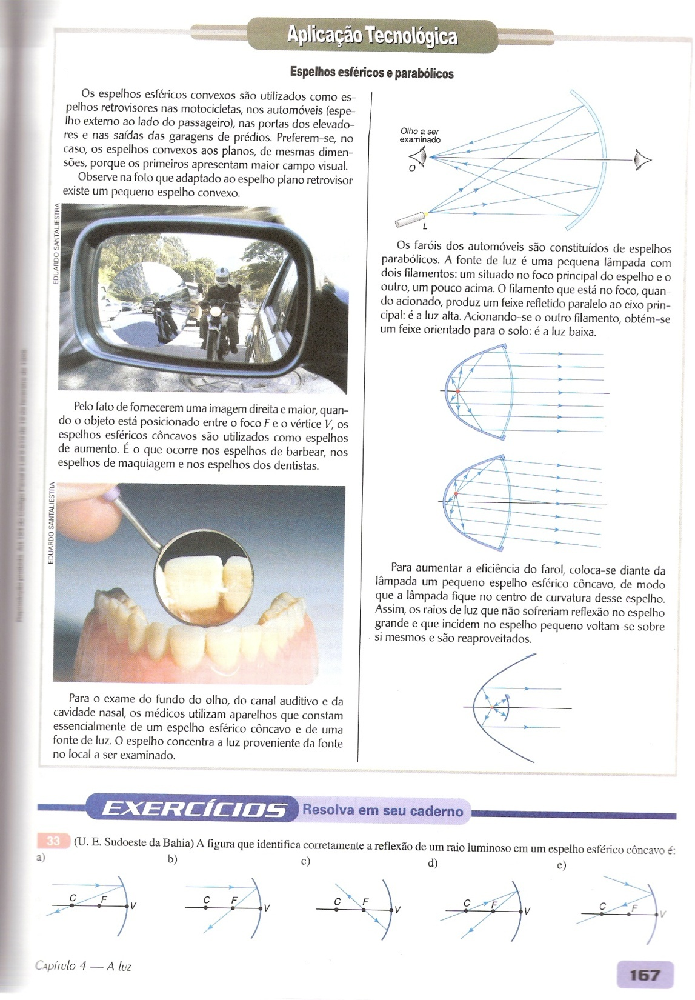 Aplicação Tecnológica
Espelhos esféricos e parabólicos
Os espelhos esféricos convexos são utilizados como es-
pelhos retrovisores nas motocicletas, nos automóveis (espe-
lho externo ao lado do passageiro), nas portas dos elevado-
res e nas saídas das garagens de prédios. Preferem-se, no
caso, os espelhos convexos aos planos, de mesmas dimen-
sões, porque os primeiros apresentam maior campo visual.
Observe na foto que adaptado ao espelho plano retrovisor
existe um pequeno espelho convexo.
EDUARDO SANTALIESTRA
Pelo fato de fornecerem uma imagem direita e maior, quan-
do o objeto está posicionado entre o foco F e o vértice V, os
espelhos esféricos côncavos são utilizados como espelhos
de aumento. É o que ocorre nos espelhos de barbear, nos
espelhos de maquiagem e nos espelhos dos dentistas.
EDUARDO SANTALIESTRA
Para o exame do fundo do olho, do canal auditivo e da
cavidade nasal, os médicos utilizam aparelhos que constam
essencialmente de um espelho esférico côncavo e de uma
fonte de luz. O espelho concentra a luz proveniente da fonte
no local a ser examinado.
Olho a ser
examinado
O
L
Os faróis dos automóveis são constituídos de espelhos
parabólicos. A fonte de luz é uma pequena lâmpada com
dois filamentos: um situado no foco principal do espelho e o
outro, um pouco acima. O filamento que está no foco, quan-
do acionado, produz um feixe refletido paralelo ao eixo prin-
cipal: é a luz alta. Acionando-se o outro filamento, obtém-se
um feixe orientado para o solo: é a luz baixa.
Para aumentar a eficiência do farol, coloca-se diante da
lâmpada um pequeno espelho esférico côncavo, de modo
que a lâmpada fique no centro de curvatura desse espelho.
Assim, os raios de luz que não sofreriam reflexão no espelho
grande e que incidem no espelho pequeno voltam-se sobre
si mesmos e são reaproveitados.
EXERCÍCIOS Resolva em seu caderno
33 (U. E. Sudoeste da Bahia) A figura que identifica corretamente a reflexão de um raio luminoso em um espelho esférico côncavo é:
a) b) c) d) e)
C F V
C F V
C F V
C F V
C F V
Capítulo 4 — A luz
167